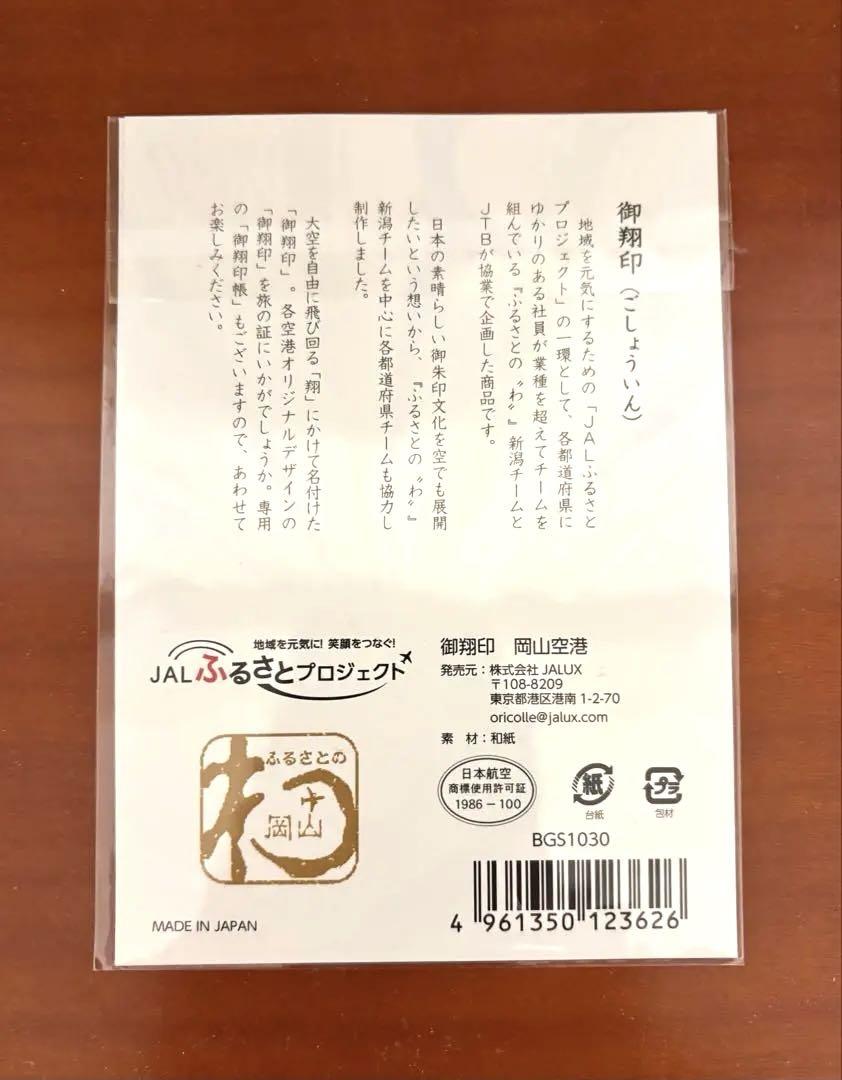 御翔印（ごしょういん）
地域を元気にするための「JALふるさと
プロジェクト」の一環として、各都道府県に
ゆかりのある社員が業種を超えてチームを
組んでいる『ふるさとの〝わ〟』新潟チームと
JTBが協業で企画した商品です。
日本の素晴らしい御朱印文化を空でも展開
したいという想いから、『ふるさとの〝わ〟』
新潟チームを中心に各都道府県チームも協力し
制作しました。
大空を自由に飛び回る「翔」にかけて名付けた
「御翔印」。各空港オリジナルデザインの
「御翔印」を旅の証にいかがでしょうか。専用
の「御翔印帳」もございますので、あわせて
お楽しみください。
地域を元気に！笑顔をつなぐ！
JALふるさとプロジェクト
ふるさとの
わ
岡山
MADE IN JAPAN
御翔印 岡山空港
発売元：株式会社 JALUX
〒108-8209
東京都港区港南 1-2-70
oricolle@jalux.com
素 材：和紙
日本航空
商標使用許可証
1986－100
紙
台紙
プラ
包材
BGS1030
4 961350 123626